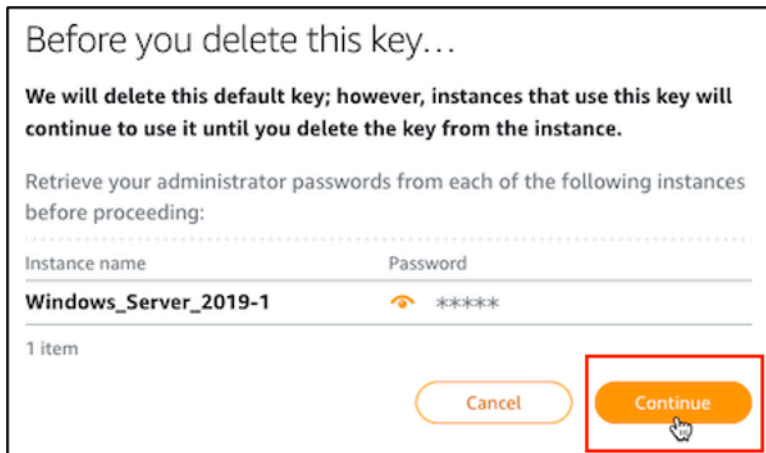 Before you delete this key...
We will delete this default key; however, instances that use this key will
continue to use it until you delete the key from the instance.
Retrieve your administrator passwords from each of the following instances
before proceeding:
Instance name Password
Windows_Server_2019-1 *****
1 item
Cancel Continue